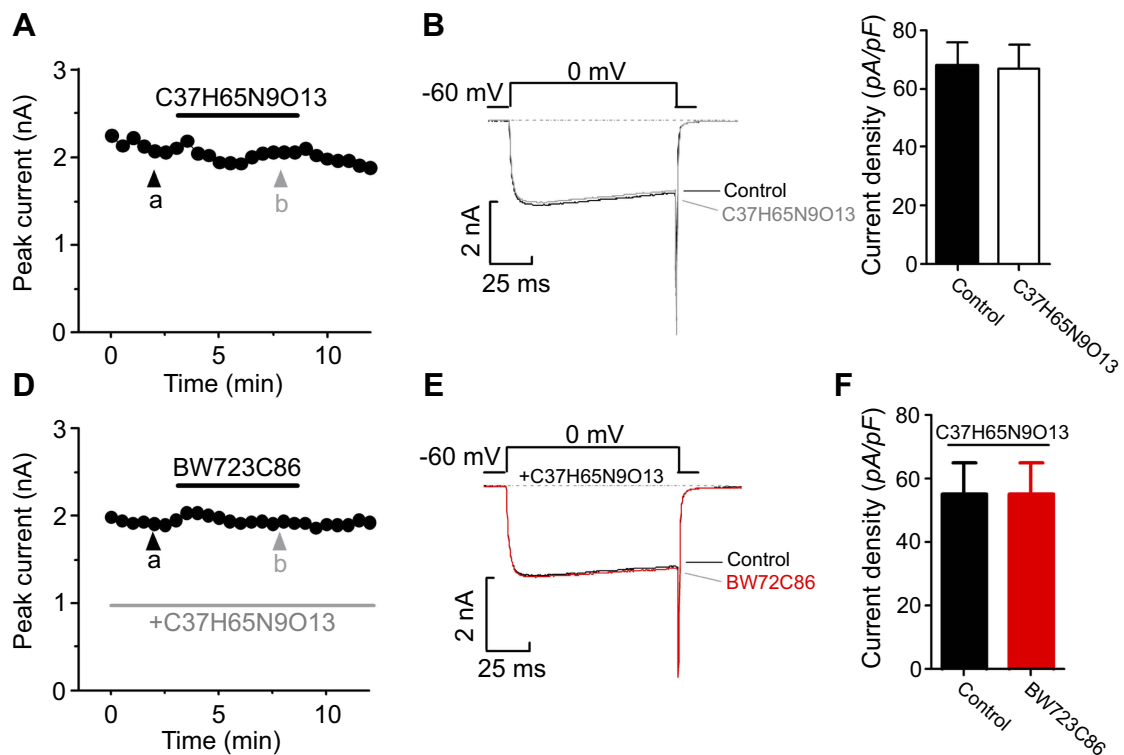 A
Peak current (nA)
3
2
1
0
C37H65N9O13
a
b
0
5
10
Time (min)
B
0 mV
-60 mV
Control
C37H65N9O13
2 nA
25 ms
Current density (pA/pF)
80
60
40
20
0
Control
C37H65N9O13
D
Peak current (nA)
3
2
1
0
BW723C86
a
b
+C37H65N9O13
0
5
10
Time (min)
E
0 mV
-60 mV
+C37H65N9O13
Control
BW72C86
2 nA
25 ms
F
Current density (pA/pF)
80
60
40
20
0
C37H65N9O13
Control
BW723C86